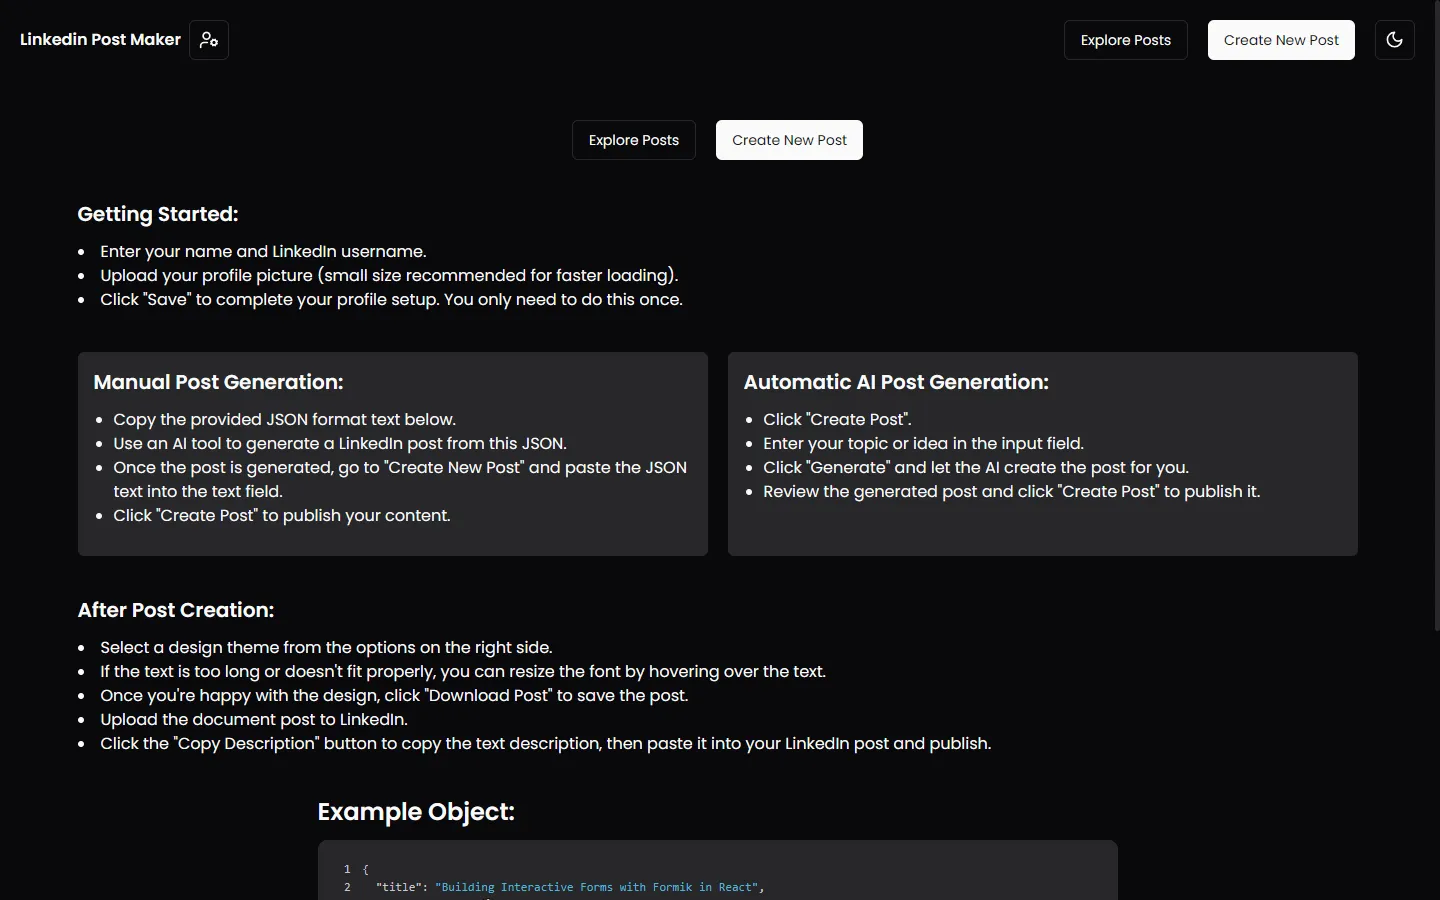 Linkedin Post Maker
Explore Posts
Create New Post
Explore Posts
Create New Post
Getting Started:
Enter your name and LinkedIn username.
Upload your profile picture (small size recommended for faster loading).
Click "Save" to complete your profile setup. You only need to do this once.
Manual Post Generation:
Copy the provided JSON format text below.
Use an AI tool to generate a LinkedIn post from this JSON.
Once the post is generated, go to "Create New Post" and paste the JSON
text into the text field.
Click "Create Post" to publish your content.
Automatic AI Post Generation:
Click "Create Post".
Enter your topic or idea in the input field.
Click "Generate" and let the AI create the post for you.
Review the generated post and click "Create Post" to publish it.
After Post Creation:
Select a design theme from the options on the right side.
If the text is too long or doesn't fit properly, you can resize the font by hovering over the text.
Once you're happy with the design, click "Download Post" to save the post.
Upload the document post to LinkedIn.
Click the "Copy Description" button to copy the text description, then paste it into your LinkedIn post and publish.
Example Object:
1 {
2 "title": "Building Interactive Forms with Formik in React",